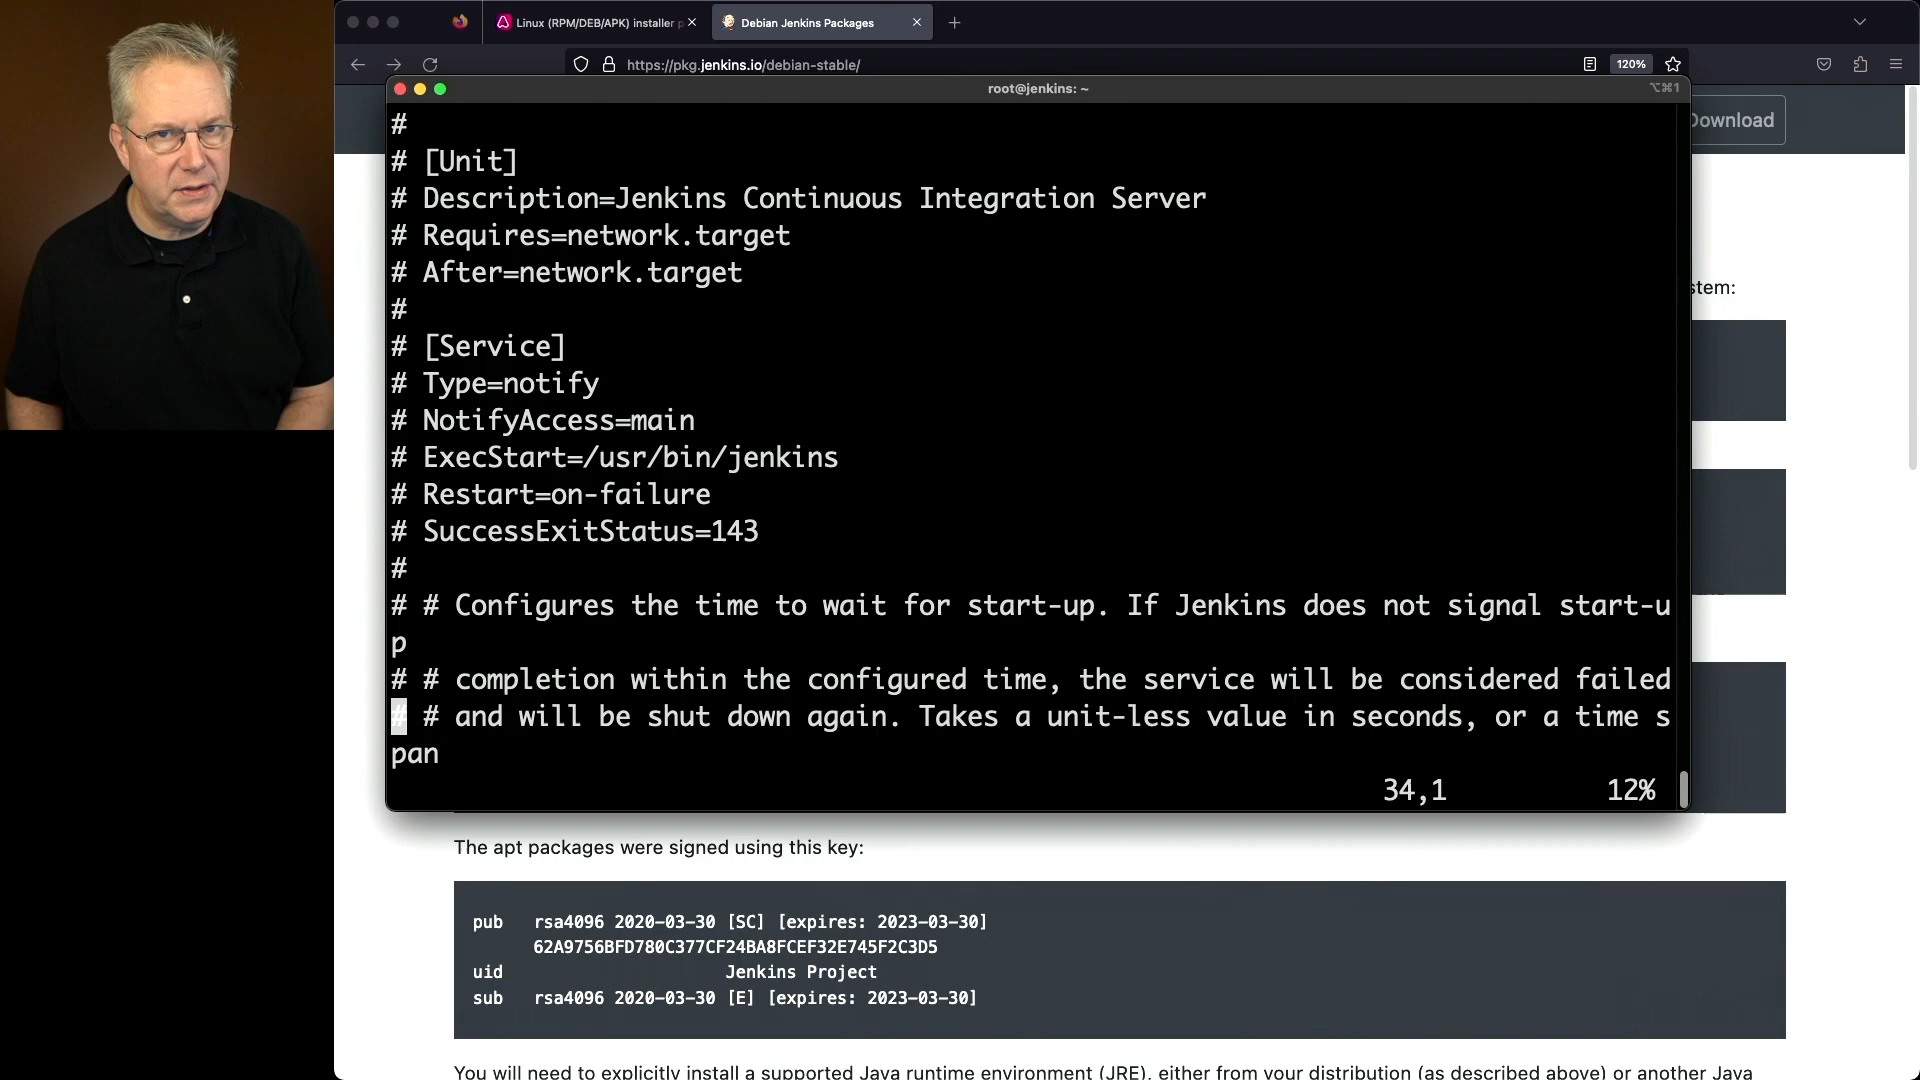 Linux (RPM/DEB/APK) installer p
Debian Jenkins Packages
https://pkg.jenkins.io/debian-stable/
120%
root@jenkins: ~
⌥⌘1
Download
stem:
#
# [Unit]
# Description=Jenkins Continuous Integration Server
# Requires=network.target
# After=network.target
#
# [Service]
# Type=notify
# NotifyAccess=main
# ExecStart=/usr/bin/jenkins
# Restart=on-failure
# SuccessExitStatus=143
#
# # Configures the time to wait for start-up. If Jenkins does not signal start-u
p
# # completion within the configured time, the service will be considered failed
# # and will be shut down again. Takes a unit-less value in seconds, or a time s
pan
34,1 12%
The apt packages were signed using this key:
pub rsa4096 2020-03-30 [SC] [expires: 2023-03-30]
62A9756BFD780C377CF24BA8FCEF32E745F2C3D5
uid Jenkins Project
sub rsa4096 2020-03-30 [E] [expires: 2023-03-30]
You will need to explicitly install a supported Java runtime environment (JRE), either from your distribution (as described above) or another Java